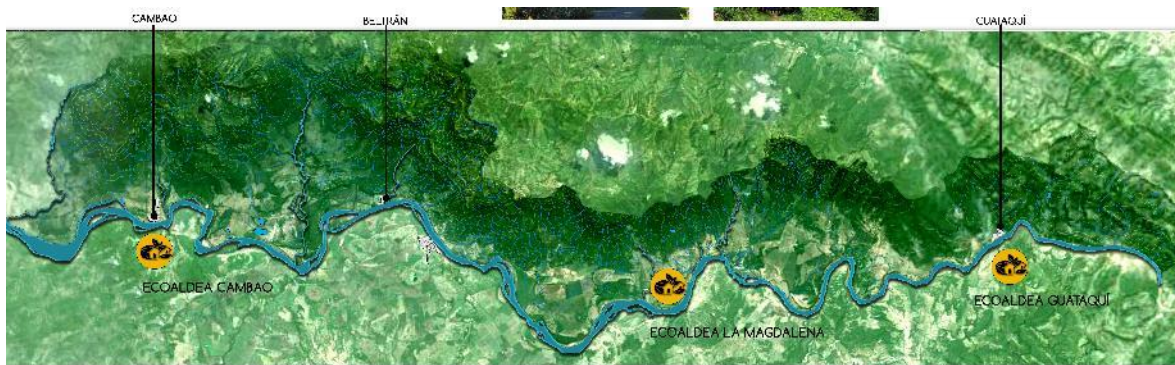 CAMBAO
BELTRÁN
GUATAQUÍ
ECOALDEA CAMBAO
ECOALDEA LA MAGDALENA
ECOALDEA GUATAQUÍ